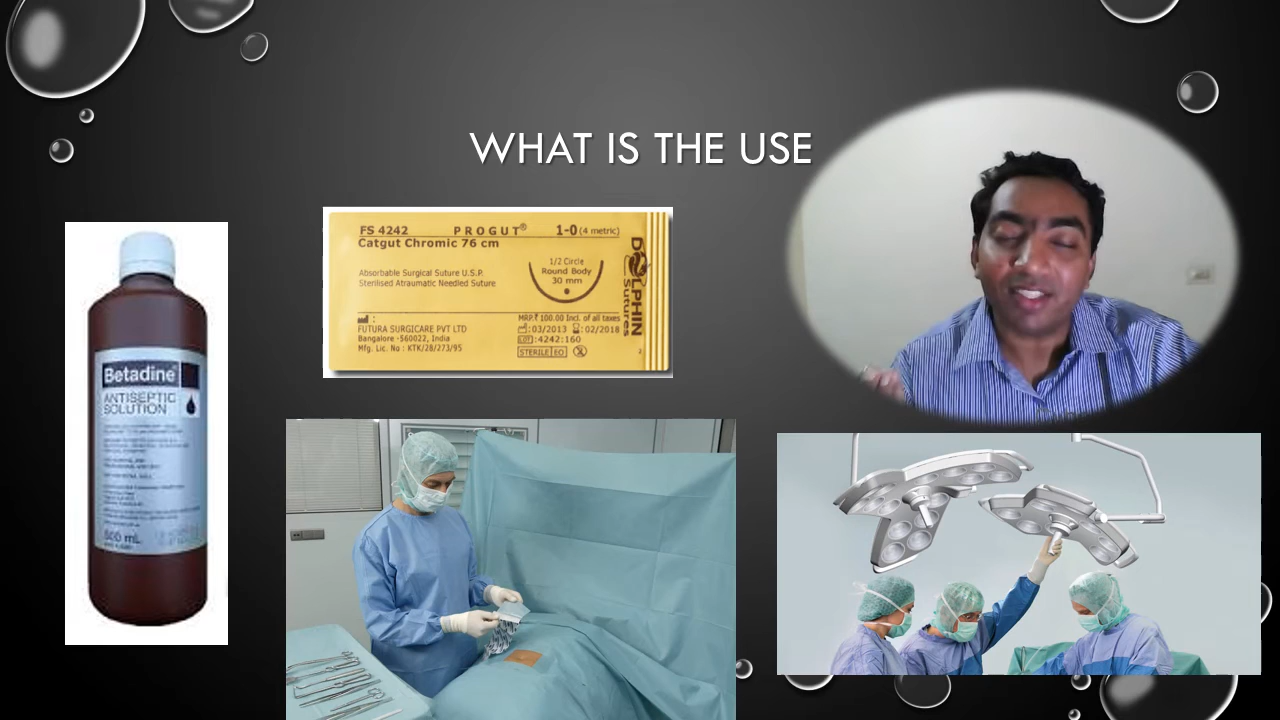 WHAT IS THE USE
FS 4242 PROGUT® 1-0 (4 metric)
Catgut Chromic 76 cm
1/2 Circle
Round Body
30 mm
Absorbable Surgical Suture U.S.P.
Sterilised Atraumatic Needled Suture
DOLPHIN
Sutures
MRP.₹ 100.00 Incl. of all taxes
FUTURA SURGICARE PVT LTD
:03/2013 :02/2018
Bangalore -560022, India
LOT :4242:160
Mfg. Lic. No : KTK/28/273/95
STERILE EO
2
Betadine
ANTISEPTIC
SOLUTION
500 mL